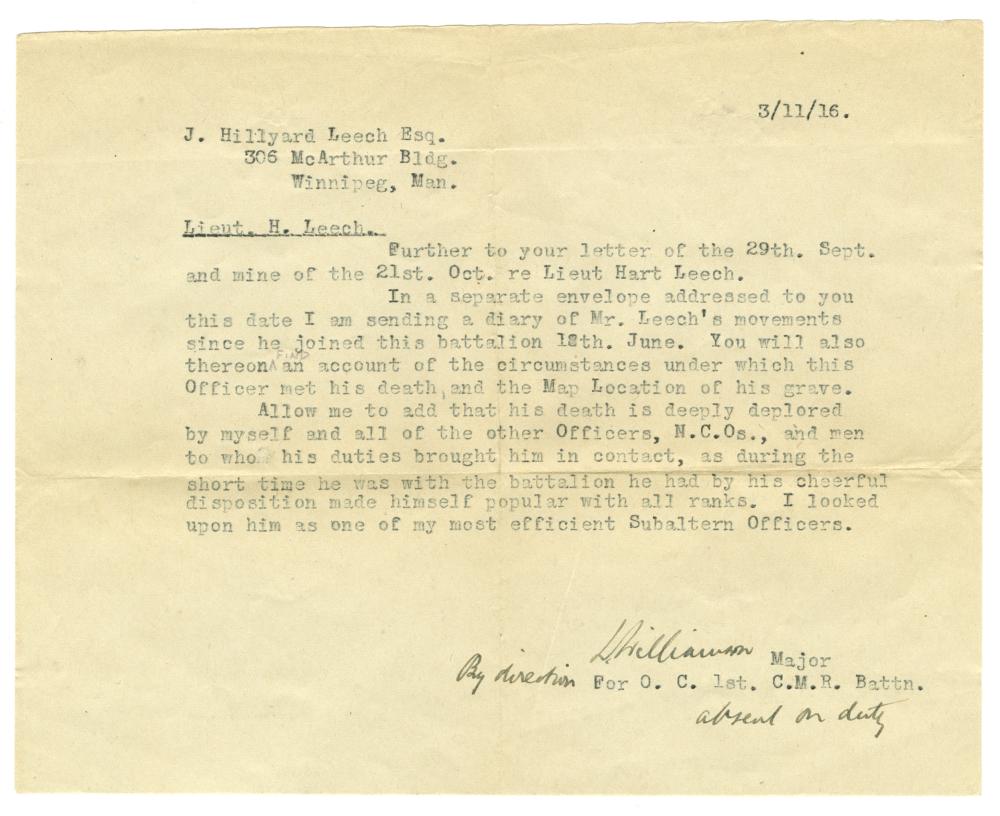 3/11/16.
J. Hillyard Leech Esq.
306 McArthur Bldg.
Winnipeg, Man.
Lieut. H. Leech.
Further to your letter of the 29th. Sept.
and mine of the 21st. Oct. re Lieut Hart Leech.
In a separate envelope addressed to you
this date I am sending a diary of Mr. Leech's movements
since he joined this battalion 18th. June. You will also
FIND
thereon ^ an account of the circumstances under which this
Officer met his death, and the Map Location of his grave.
Allow me to add that his death is deeply deplored
by myself and all of the other Officers, N.C.Os., and men
to whom his duties brought him in contact, as during the
short time he was with the battalion he had by his cheerful
disposition made himself popular with all ranks. I looked
upon him as one of my most efficient Subaltern Officers.
Williamson Major
By direction For O. C. 1st. C.M.R. Battn.
absent on duty